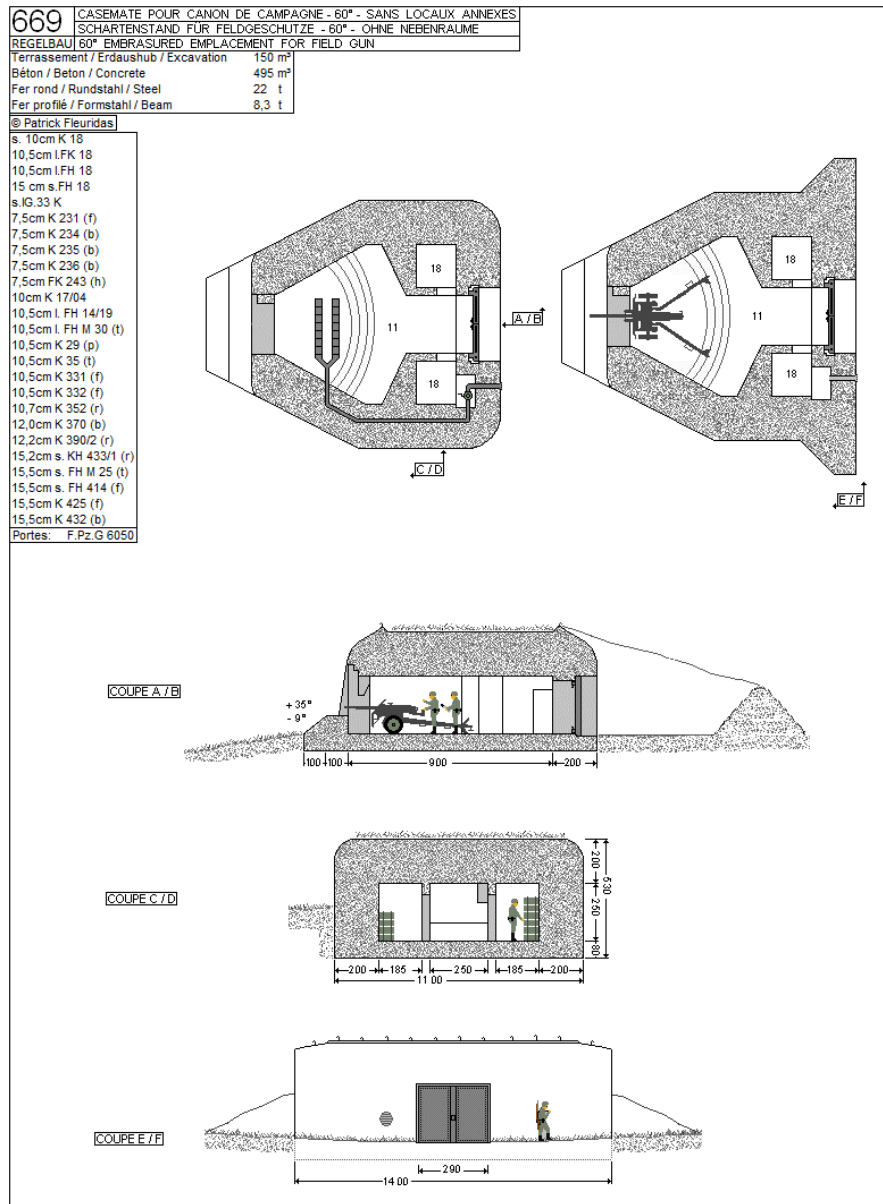 669
CASEMATE POUR CANON DE CAMPAGNE - 60° - SANS LOCAUX ANNEXES
SCHARTENSTAND FÜR FELDGESCHUTZE - 60° - OHNE NEBENRAUME
REGELBAU 60° EMBRASURED EMPLACEMENT FOR FIELD GUN
Terrassement / Erdaushub / Excavation 150 m³
Béton / Beton / Concrete 495 m³
Fer rond / Rundstahl / Steel 22 t
Fer profilé / Formstahl / Beam 8,3 t
© Patrick Fleuridas
s. 10cm K 18
10,5cm l.FK 18
10,5cm l.FH 18
15 cm s.FH 18
s.IG.33 K
7,5cm K 231 (f)
7,5cm K 234 (b)
7,5cm K 235 (b)
7,5cm K 236 (b)
7,5cm FK 243 (h)
10cm K 17/04
10,5cm l. FH 14/19
10,5cm l. FH M 30 (t)
10,5cm K 29 (p)
10,5cm K 35 (t)
10,5cm K 331 (f)
10,5cm K 332 (f)
10,7cm K 352 (r)
12,0cm K 370 (b)
12,2cm K 390/2 (r)
15,2cm s. KH 433/1 (r)
15,5cm s. FH M 25 (t)
15,5cm s. FH 414 (f)
15,5cm K 425 (f)
15,5cm K 432 (b)
Portes: F.Pz.G 6050
18
11
18
A / B
C / D
18
11
18
E / F
COUPE A / B
+ 35°
- 9°
100 100 900 200
COUPE C / D
200
250
80
530
200 185 250 185 200
11 00
COUPE E / F
290
14 00